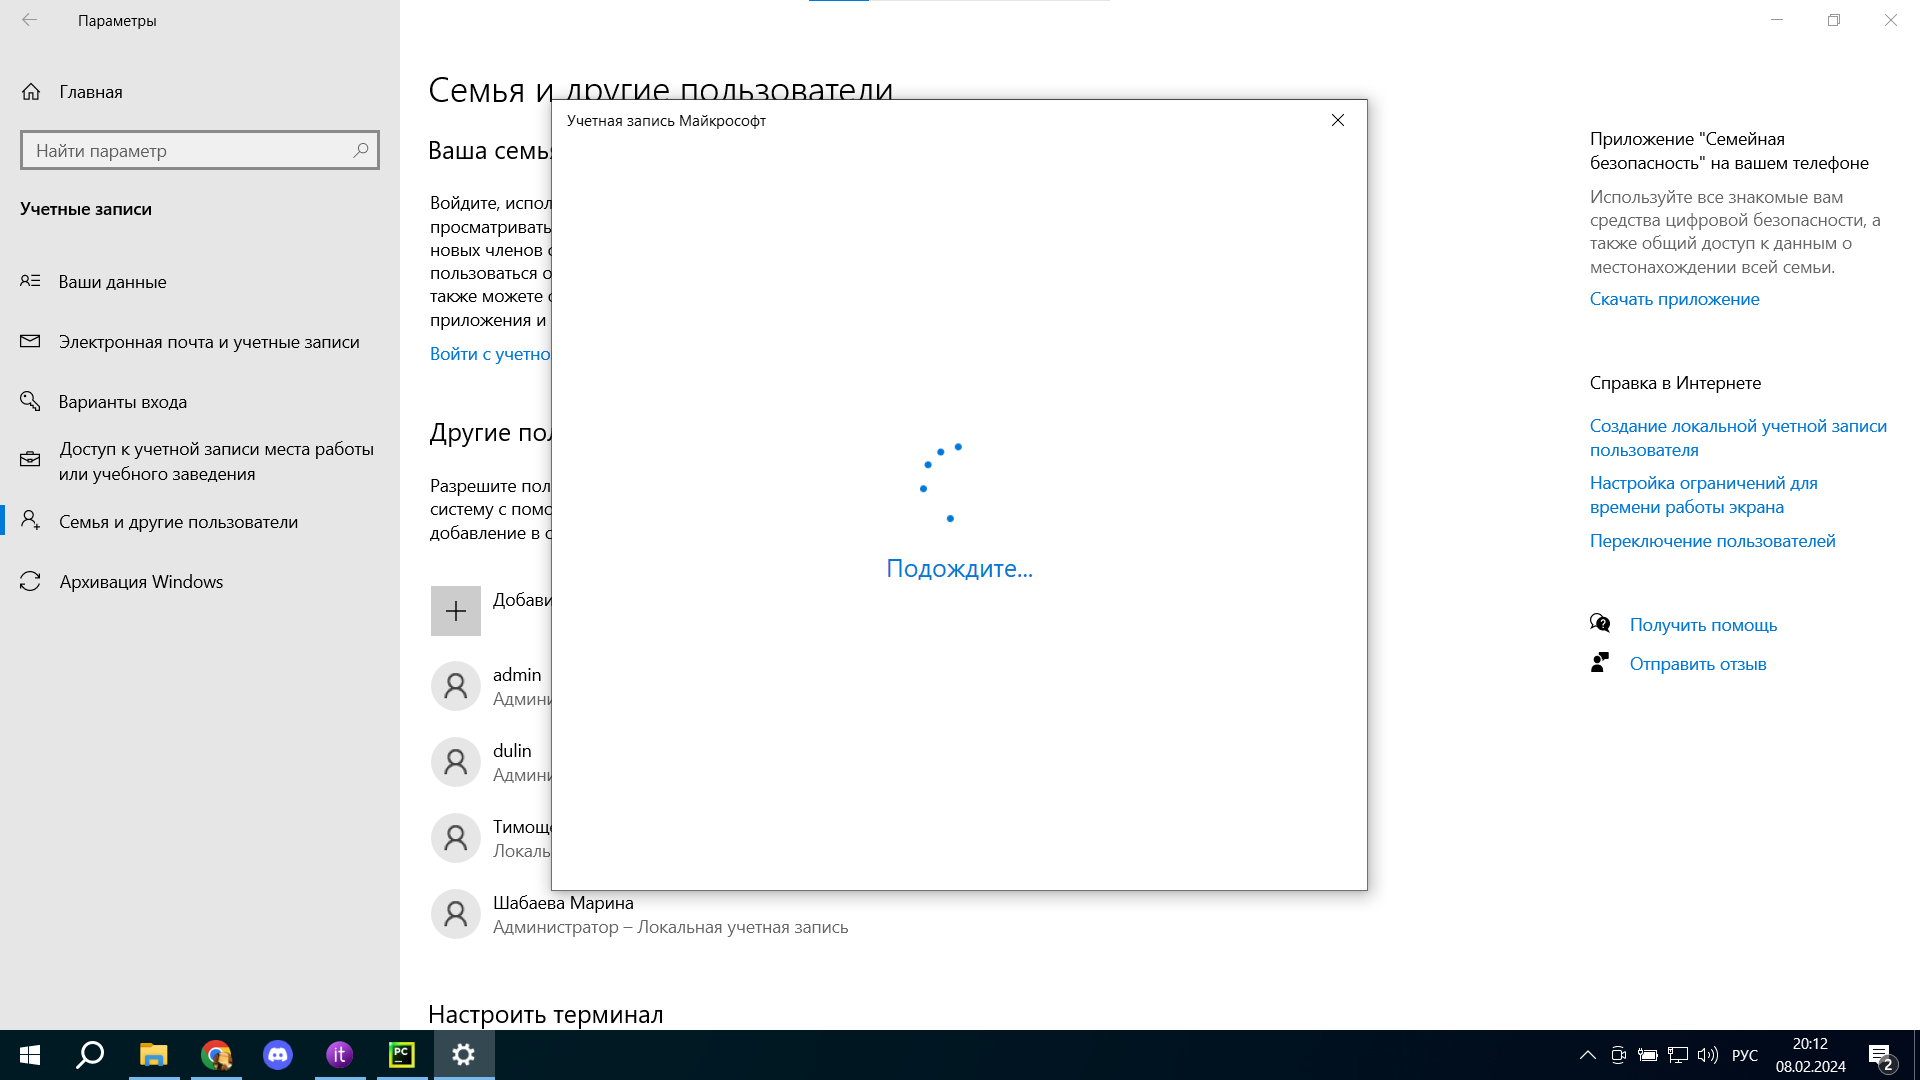 Параметры
Главная
Найти параметр
Учетные записи
Ваши данные
Электронная почта и учетные записи
Варианты входа
Доступ к учетной записи места работы
или учебного заведения
Семья и другие пользователи
Архивация Windows
Семья и другие пользователи
Ваша семья
Войдите, испол
просматривать
новых членов с
пользоваться о
также можете с
приложения и
Войти с учетно
Другие пол
Разрешите пол
систему с помо
добавление в с
Добави
admin
Админи
dulin
Админи
Тимоще
Локаль
Шабаева Марина
Администратор – Локальная учетная запись
Настроить терминал
Учетная запись Майкрософт
Подождите...
Приложение "Семейная
безопасность" на вашем телефоне
Используйте все знакомые вам
средства цифровой безопасности, а
также общий доступ к данным о
местонахождении всей семьи.
Скачать приложение
Справка в Интернете
Создание локальной учетной записи
пользователя
Настройка ограничений для
времени работы экрана
Переключение пользователей
Получить помощь
Отправить отзыв
it
PC
РУС
20:12
08.02.2024
2